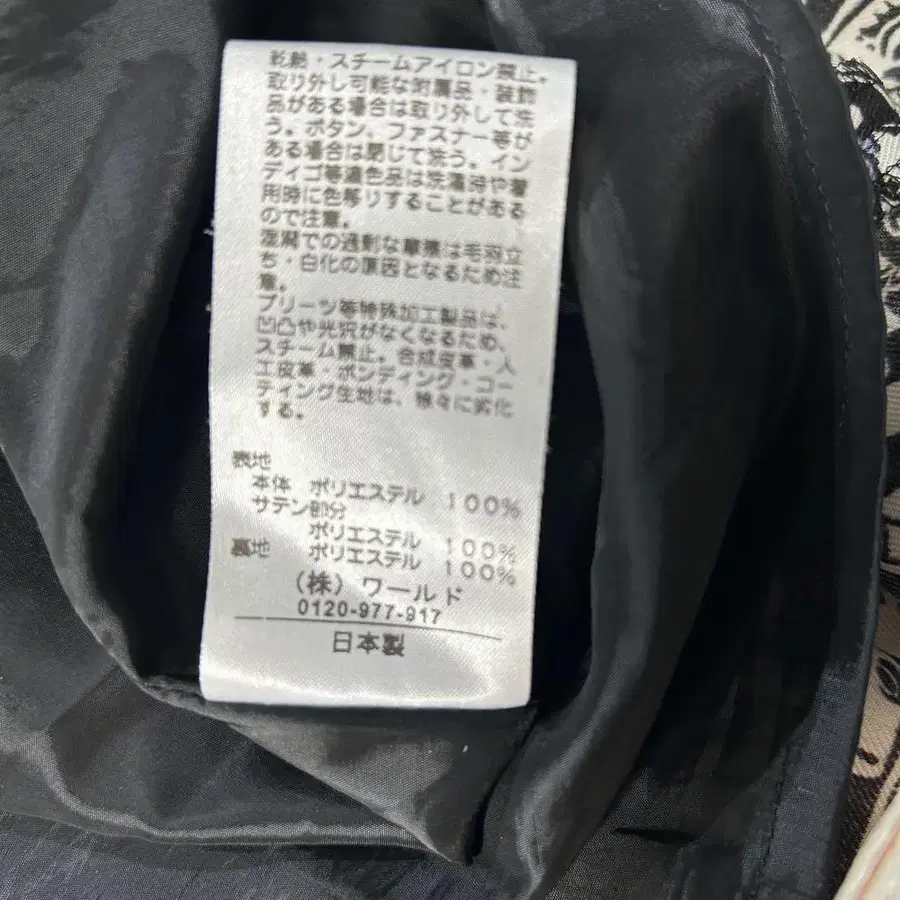 乾熱・スチームアイロン禁止。
取り外し可能な附属品・装飾
品がある場合は取り外して洗
う。ボタン、ファスナー等が
ある場合は閉じて洗う。イン
ディゴ等濃色品は洗濯時や着
用時に色移りすることがある
ので注意。
湿潤での過剰な摩擦は毛羽立
ち・白化の原因となるため注
意。
プリーツ等特殊加工製品は、
凹凸や光沢がなくなるため、
スチーム禁止。合成皮革・人
工皮革・ボンディング・コー
ティング生地は、徐々に劣化
する。
表地
本体 ポリエステル 100%
サテン部分
ポリエステル 100%
裏地 ポリエステル 100%
(株)ワールド
0120-977-917
日本製